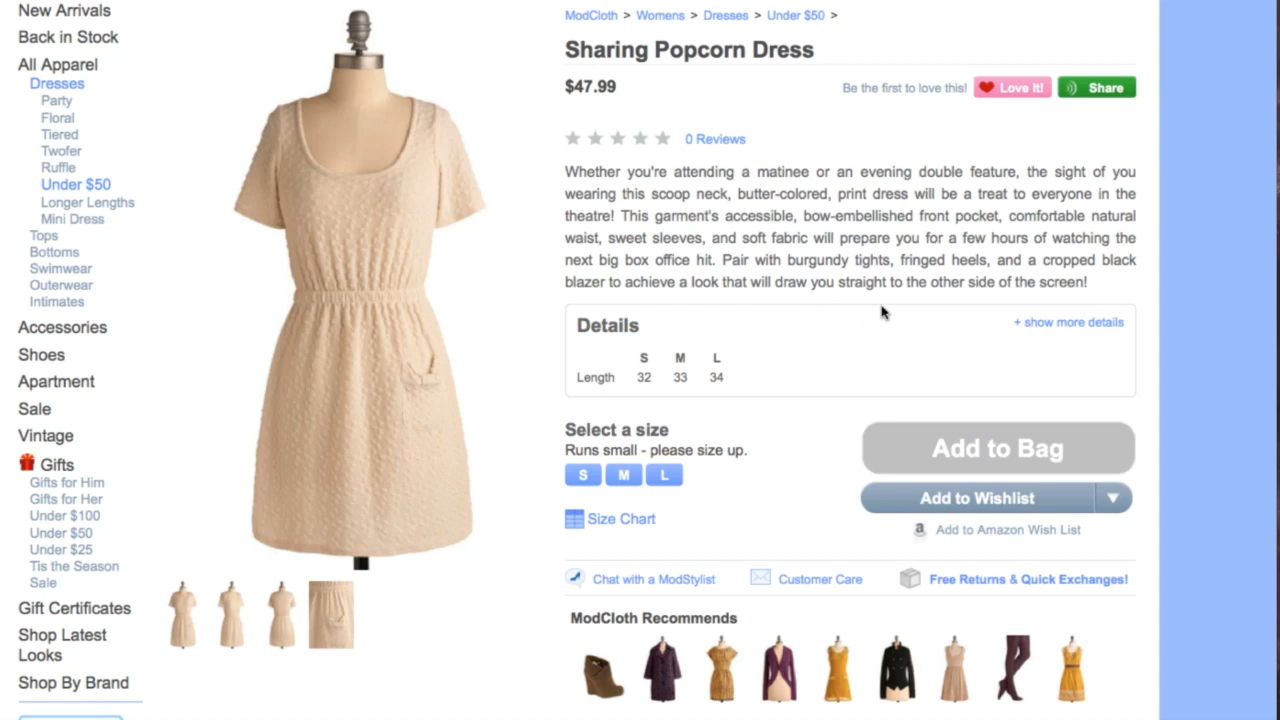 New Arrivals
Back in Stock
All Apparel
Dresses
Party
Floral
Tiered
Twofer
Ruffle
Under $50
Longer Lengths
Mini Dress
Tops
Bottoms
Swimwear
Outerwear
Intimates
Accessories
Shoes
Apartment
Sale
Vintage
Gifts
Gifts for Him
Gifts for Her
Under $100
Under $50
Under $25
Tis the Season
Sale
Gift Certificates
Shop Latest
Looks
Shop By Brand
ModCloth > Womens > Dresses > Under $50 >
Sharing Popcorn Dress
$47.99
Be the first to love this! Love It! Share
0 Reviews
Whether you're attending a matinee or an evening double feature, the sight of you
wearing this scoop neck, butter-colored, print dress will be a treat to everyone in the
theatre! This garment's accessible, bow-embellished front pocket, comfortable natural
waist, sweet sleeves, and soft fabric will prepare you for a few hours of watching the
next big box office hit. Pair with burgundy tights, fringed heels, and a cropped black
blazer to achieve a look that will draw you straight to the other side of the screen!
Details + show more details
S M L
Length 32 33 34
Select a size
Runs small - please size up.
S M L
Size Chart
Add to Bag
Add to Wishlist
a Add to Amazon Wish List
Chat with a ModStylist Customer Care Free Returns & Quick Exchanges!
ModCloth Recommends